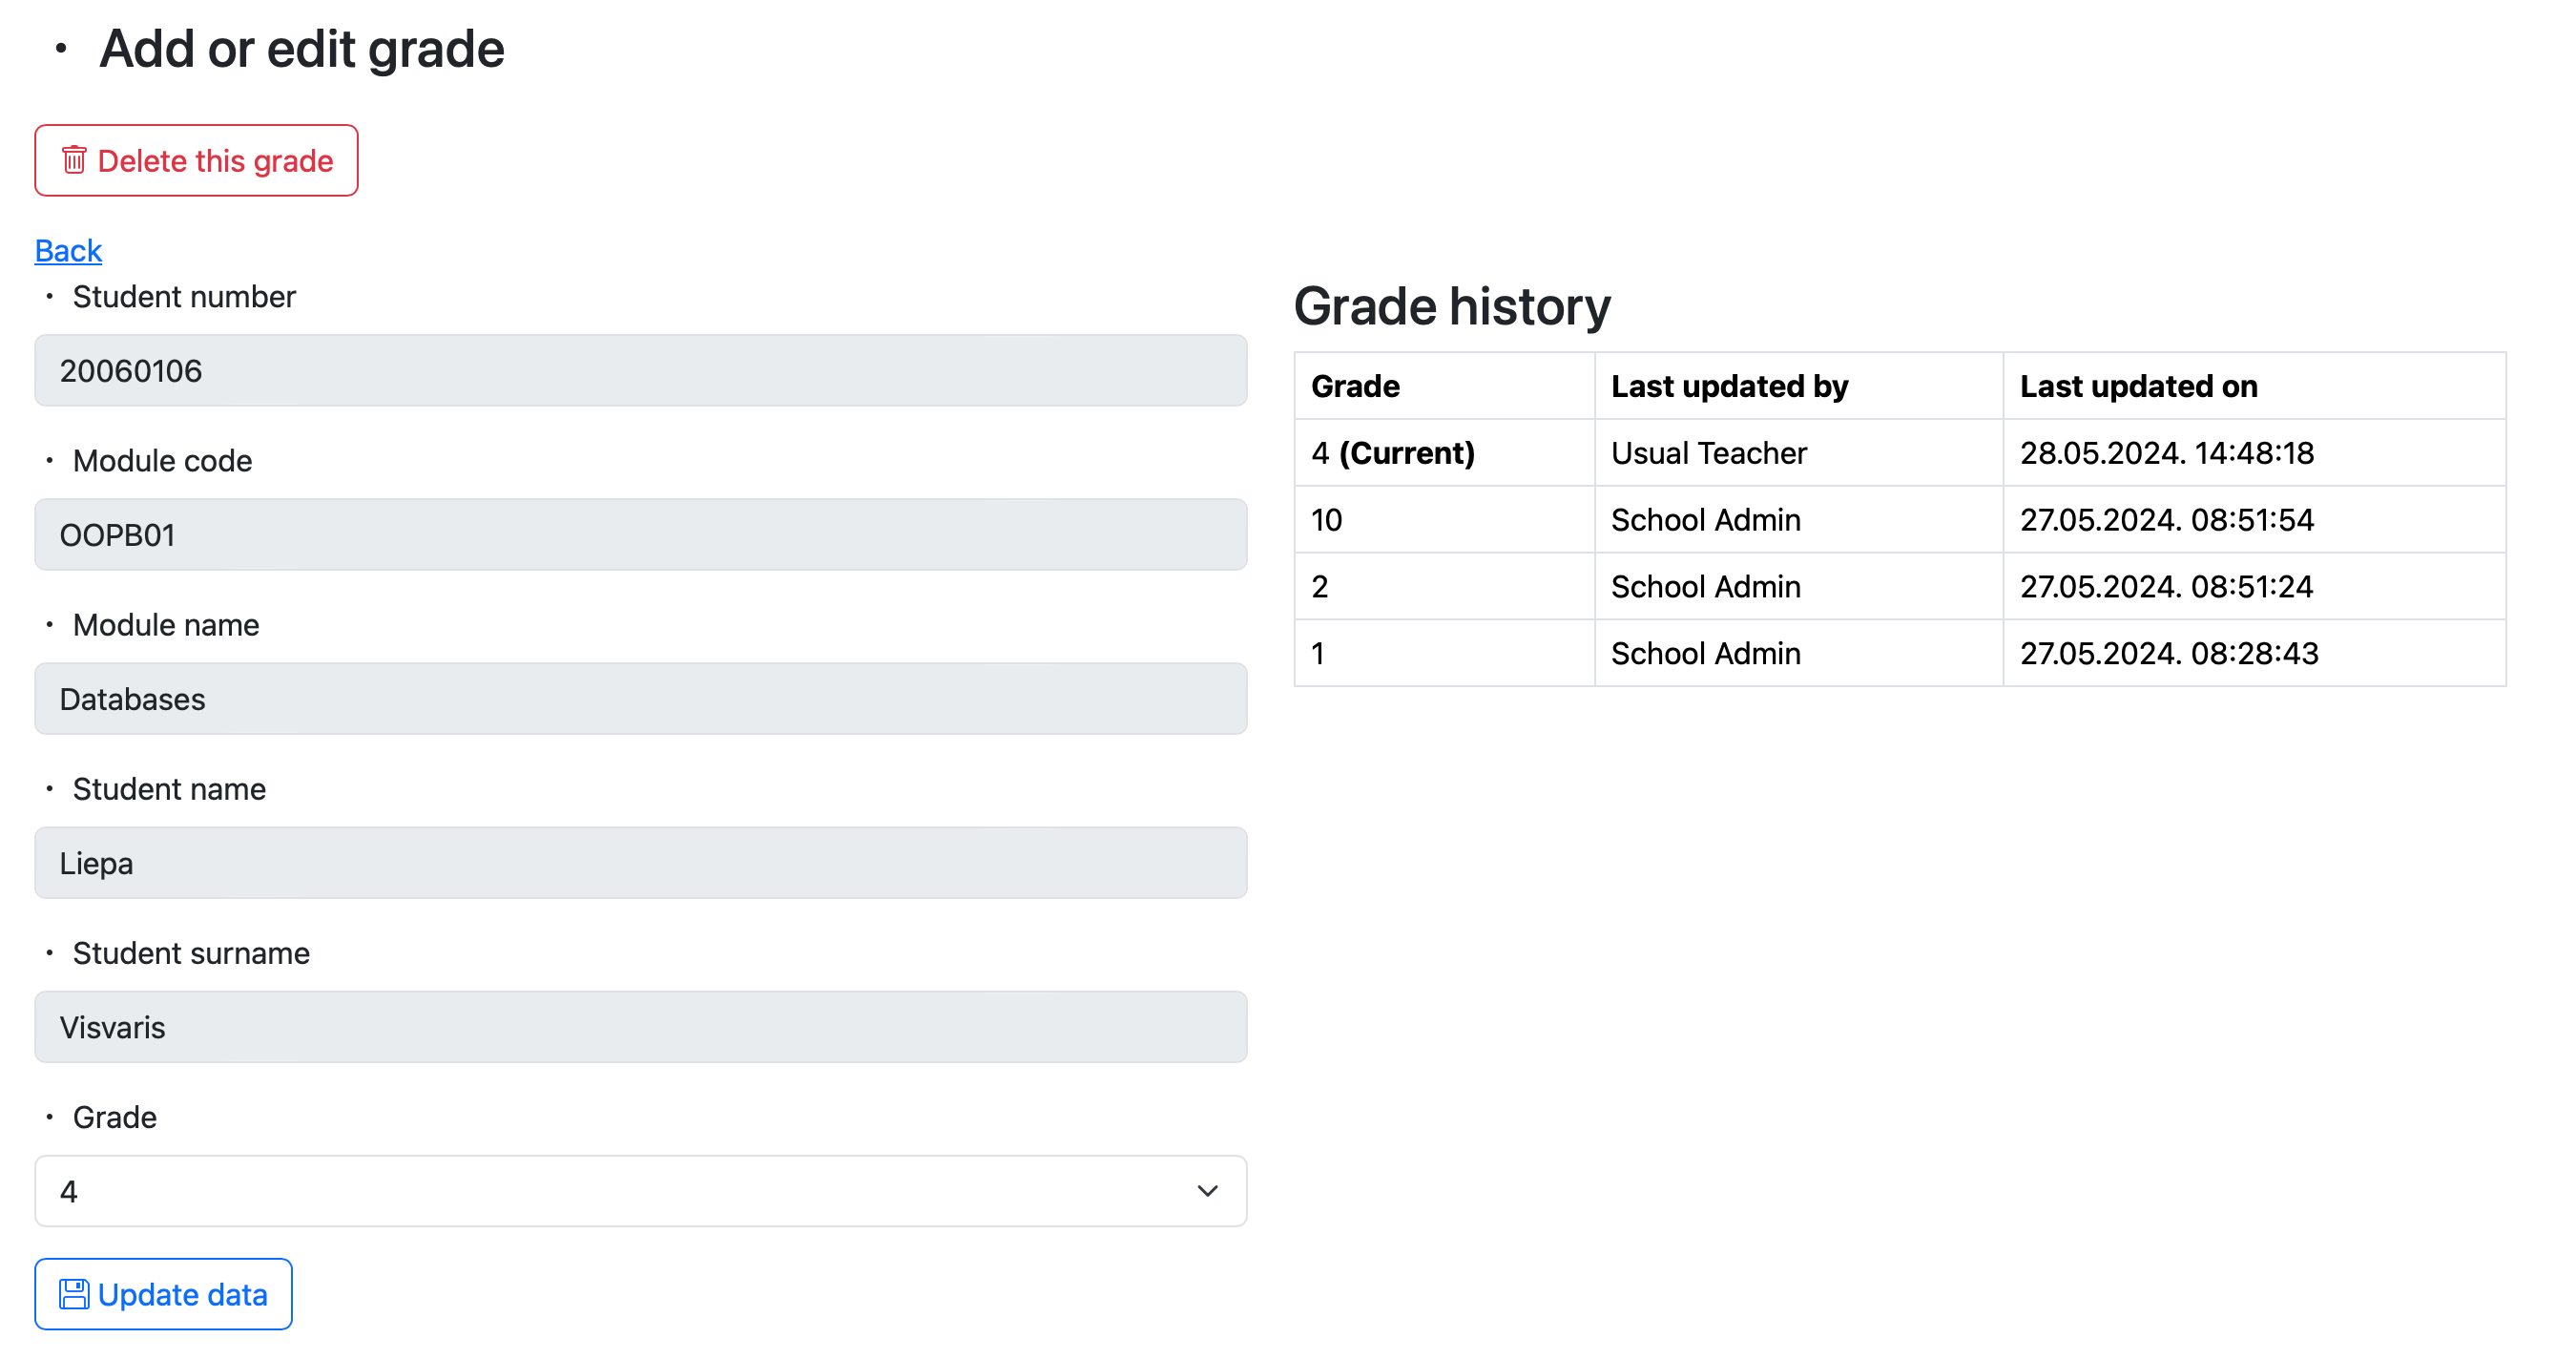 • Add or edit grade
Delete this grade
Back
• Student number
20060106
• Module code
OOPB01
• Module name
Databases
• Student name
Liepa
• Student surname
Visvaris
• Grade
4
Update data
Grade history
Grade Last updated by Last updated on
4 (Current) Usual Teacher 28.05.2024. 14:48:18
10 School Admin 27.05.2024. 08:51:54
2 School Admin 27.05.2024. 08:51:24
1 School Admin 27.05.2024. 08:28:43